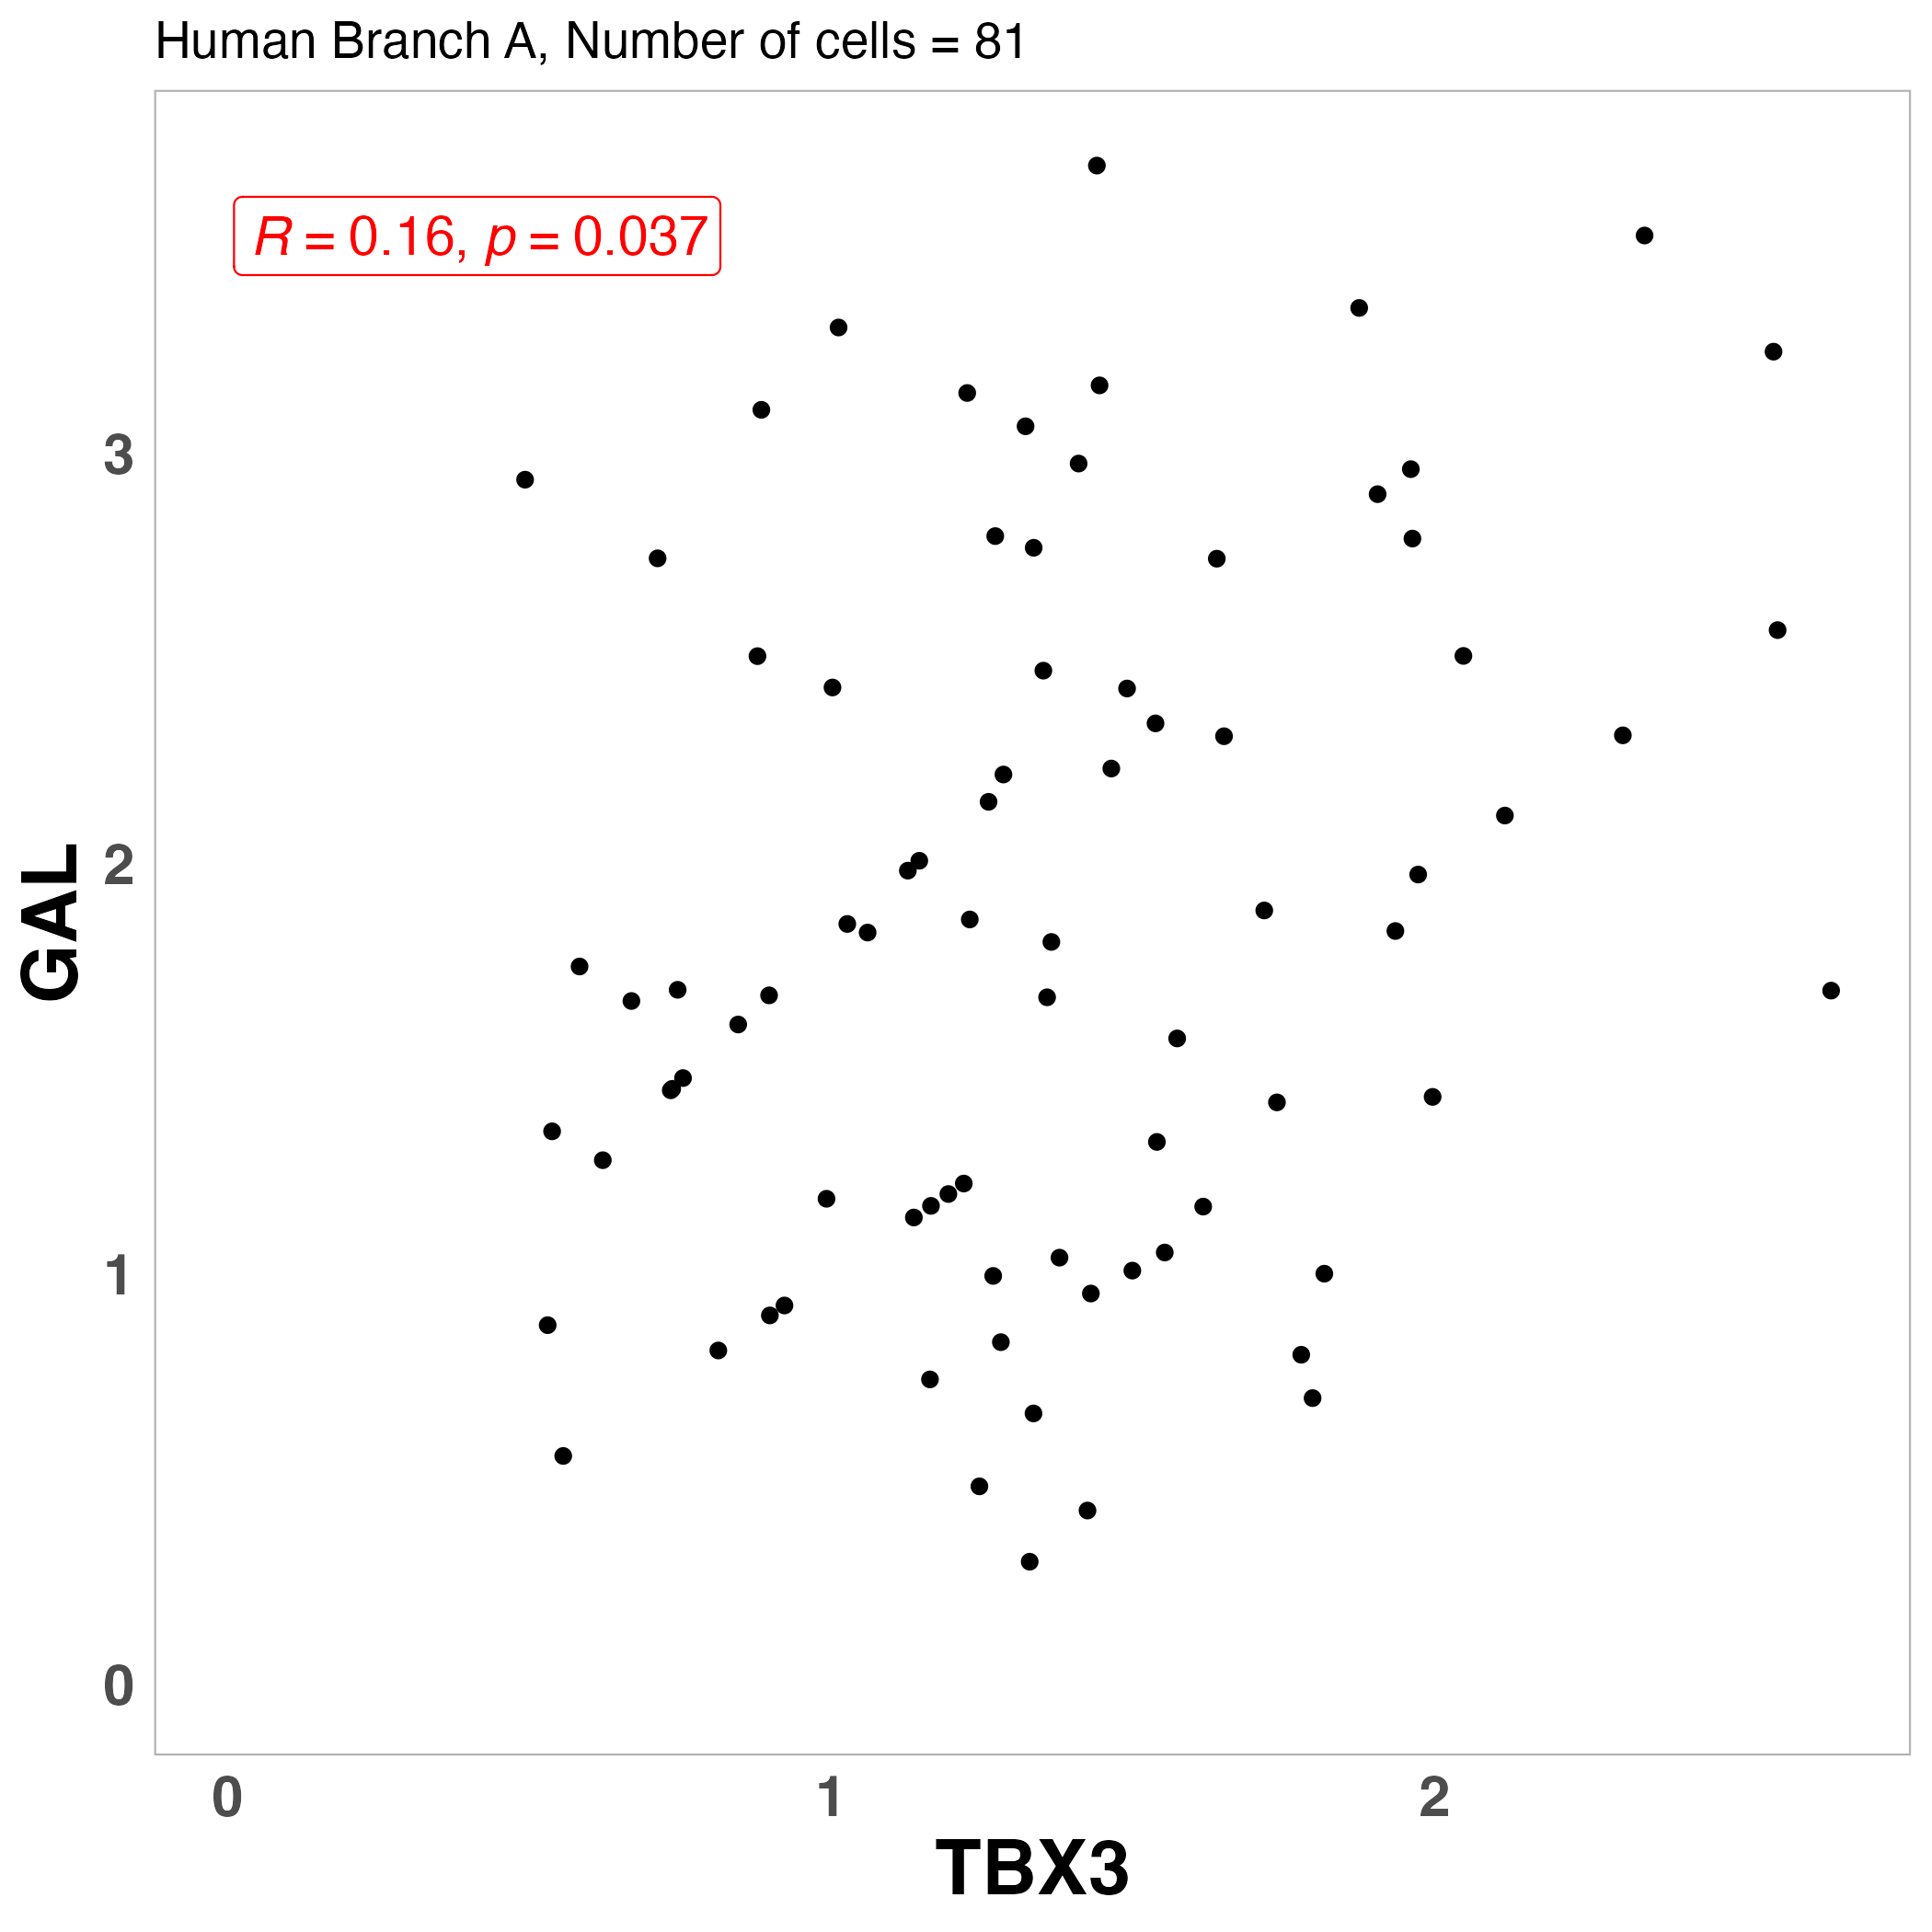 Human Branch A, Number of cells = 81
R = 0.16, p = 0.037
3
2
1
0
GAL
0 1 2
TBX3